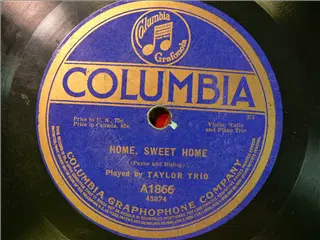 Columbia
Grafonola
COLUMBIA
Price in U. S., 75c.
Price in Canada, 85c.
Violin, 'Cello
and Piano Trio
HOME, SWEET HOME
(Payne and Bishop)
Played by TAYLOR TRIO
A1866
45874
COLUMBIA GRAPHOPHONE COMPANY